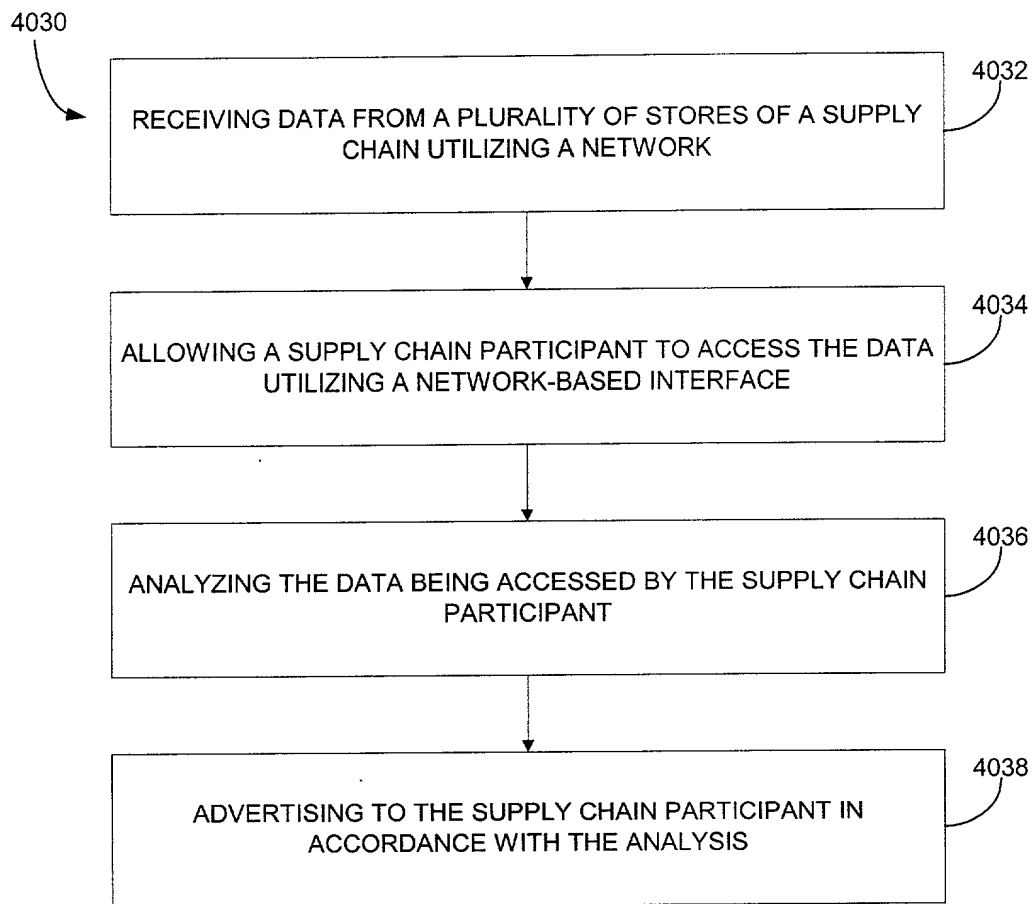 4030
4032
RECEIVING DATA FROM A PLURALITY OF STORES OF A SUPPLY
CHAIN UTILIZING A NETWORK
4034
ALLOWING A SUPPLY CHAIN PARTICIPANT TO ACCESS THE DATA
UTILIZING A NETWORK-BASED INTERFACE
4036
ANALYZING THE DATA BEING ACCESSED BY THE SUPPLY CHAIN
PARTICIPANT
4038
ADVERTISING TO THE SUPPLY CHAIN PARTICIPANT IN
ACCORDANCE WITH THE ANALYSIS